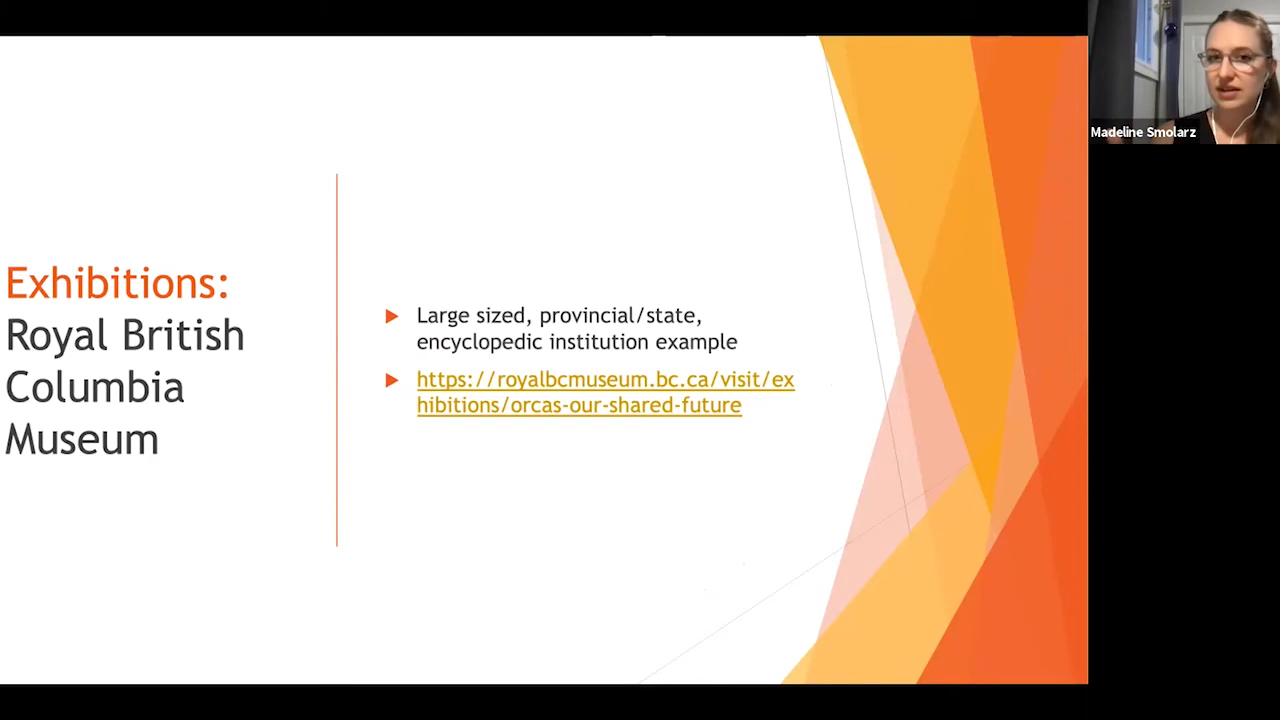 Exhibitions:
Royal British
Columbia
Museum
Large sized, provincial/state,
encyclopedic institution example
https://royalbcmuseum.bc.ca/visit/ex
hibitions/orcas-our-shared-future
Madeline Smolarz